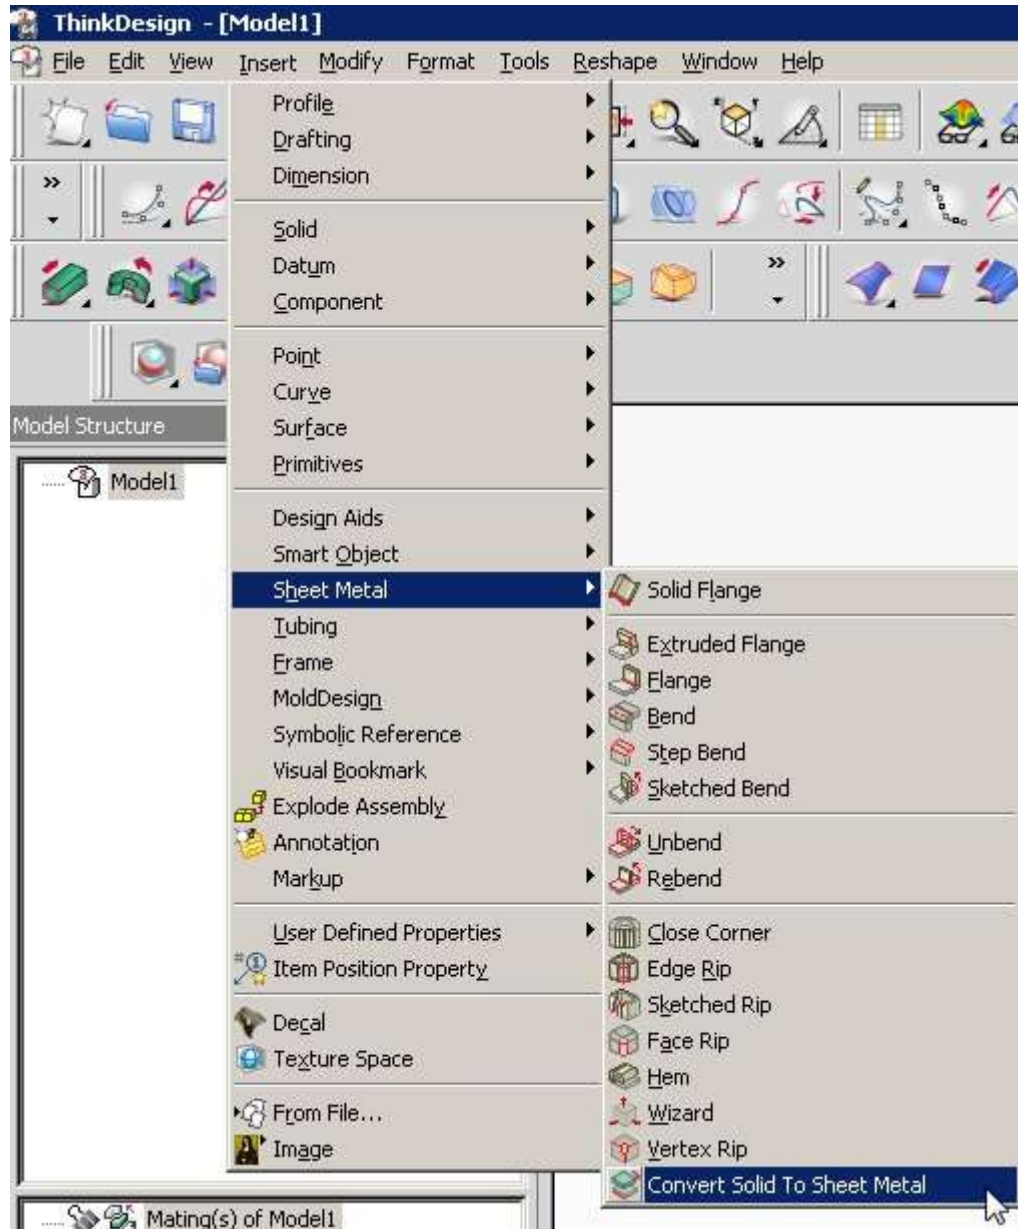 ThinkDesign - [Model1]
File Edit View Insert Modify Format Tools Reshape Window Help
Profile
Drafting
Dimension
Solid
Datum
Component
Point
Curve
Surface
Primitives
Design Aids
Smart Object
Sheet Metal
Tubing
Frame
MoldDesign
Symbolic Reference
Visual Bookmark
Explode Assembly
Annotation
Markup
User Defined Properties
Item Position Property
Decal
Texture Space
From File...
Image
Solid Flange
Extruded Flange
Flange
Bend
Step Bend
Sketched Bend
Unbend
Rebend
Close Corner
Edge Rip
Sketched Rip
Face Rip
Hem
Wizard
Vertex Rip
Convert Solid To Sheet Metal
Model Structure
Model1
Mating(s) of Model1